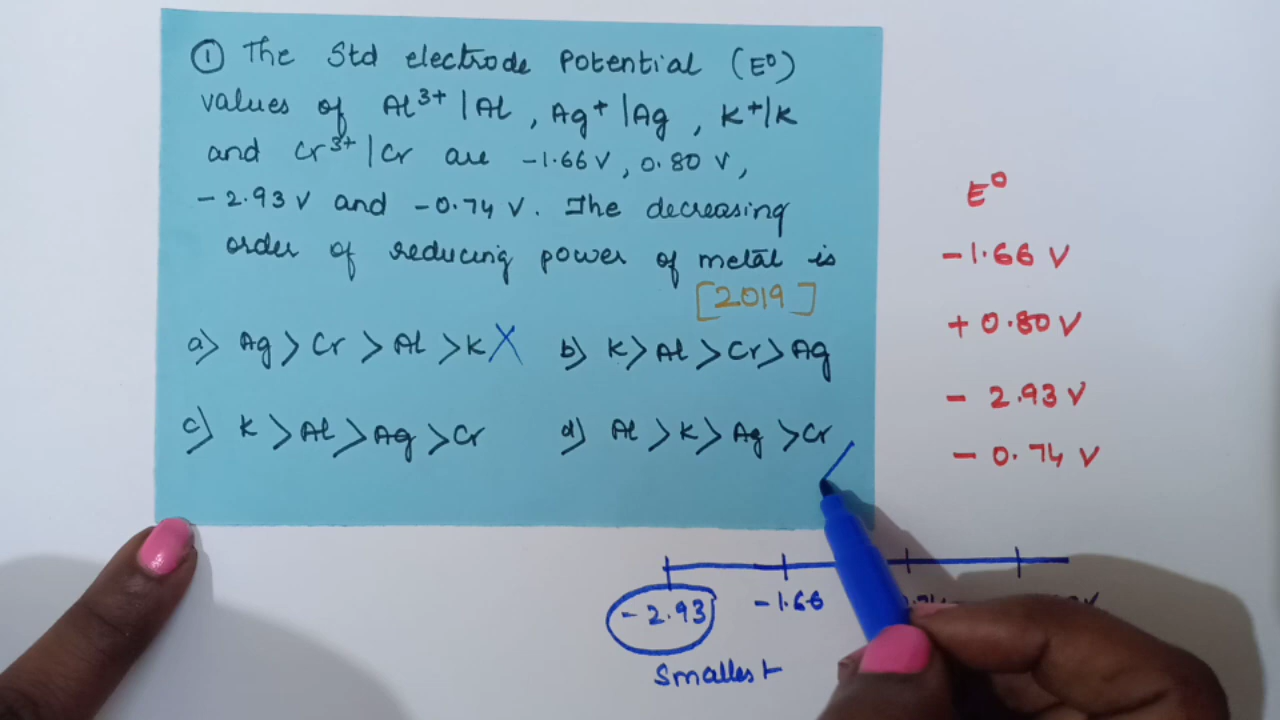 ① The Std electrode Potential (E⁰)
values of Al³⁺|Al, Ag⁺|Ag, K⁺|K
and Cr³⁺|Cr are -1.66 V, 0.80 V,
-2.93 V and -0.74 V. The decreasing
order of reducing power of metal is
[2019]
a) Ag > Cr > Al > K X b) K > Al > Cr > Ag
c) K > Al > Ag > Cr d) Al > K > Ag > Cr
E⁰
-1.66 V
+ 0.80 V
- 2.93 V
- 0.74 V
-2.93 -1.66
Smallest